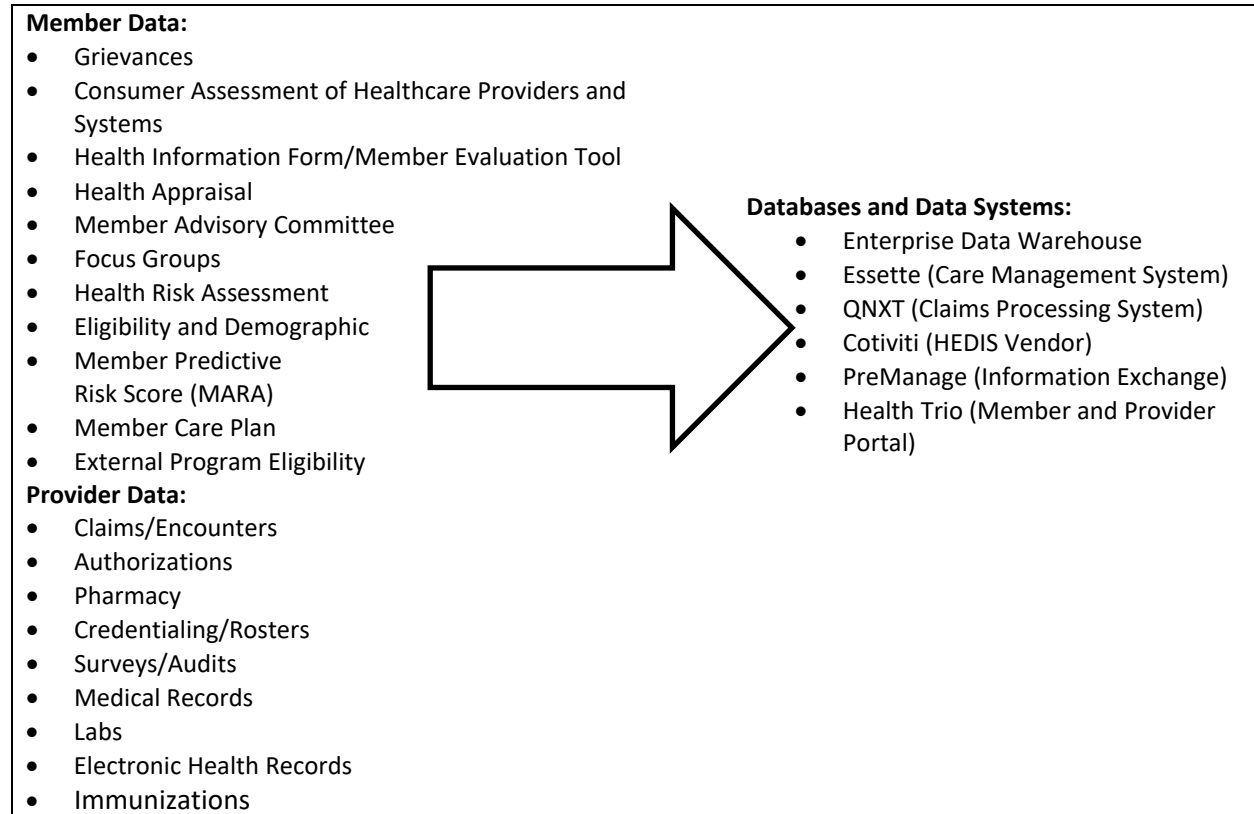 Member Data:
• Grievances
• Consumer Assessment of Healthcare Providers and
Systems
• Health Information Form/Member Evaluation Tool
• Health Appraisal
• Member Advisory Committee
• Focus Groups
• Health Risk Assessment
• Eligibility and Demographic
• Member Predictive
Risk Score (MARA)
• Member Care Plan
• External Program Eligibility
Provider Data:
• Claims/Encounters
• Authorizations
• Pharmacy
• Credentialing/Rosters
• Surveys/Audits
• Medical Records
• Labs
• Electronic Health Records
• Immunizations
Databases and Data Systems:
• Enterprise Data Warehouse
• Essette (Care Management System)
• QNXT (Claims Processing System)
• Cotiviti (HEDIS Vendor)
• PreManage (Information Exchange)
• Health Trio (Member and Provider
Portal)